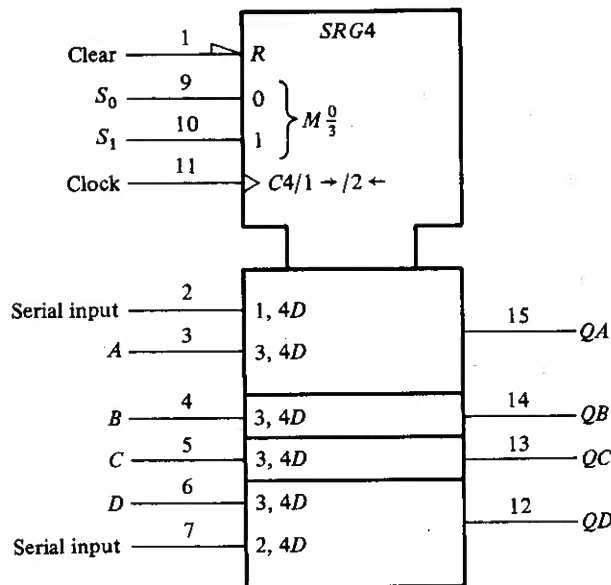 SRG4
1
Clear R
9
S0 0
M 0/3
10
S1 1
11
Clock C4/1 → /2 ←
2
Serial input 1, 4D
15
QA
3
A 3, 4D
4
B 3, 4D
14
QB
5
C 3, 4D
13
QC
6
D 3, 4D
12
QD
7
Serial input 2, 4D